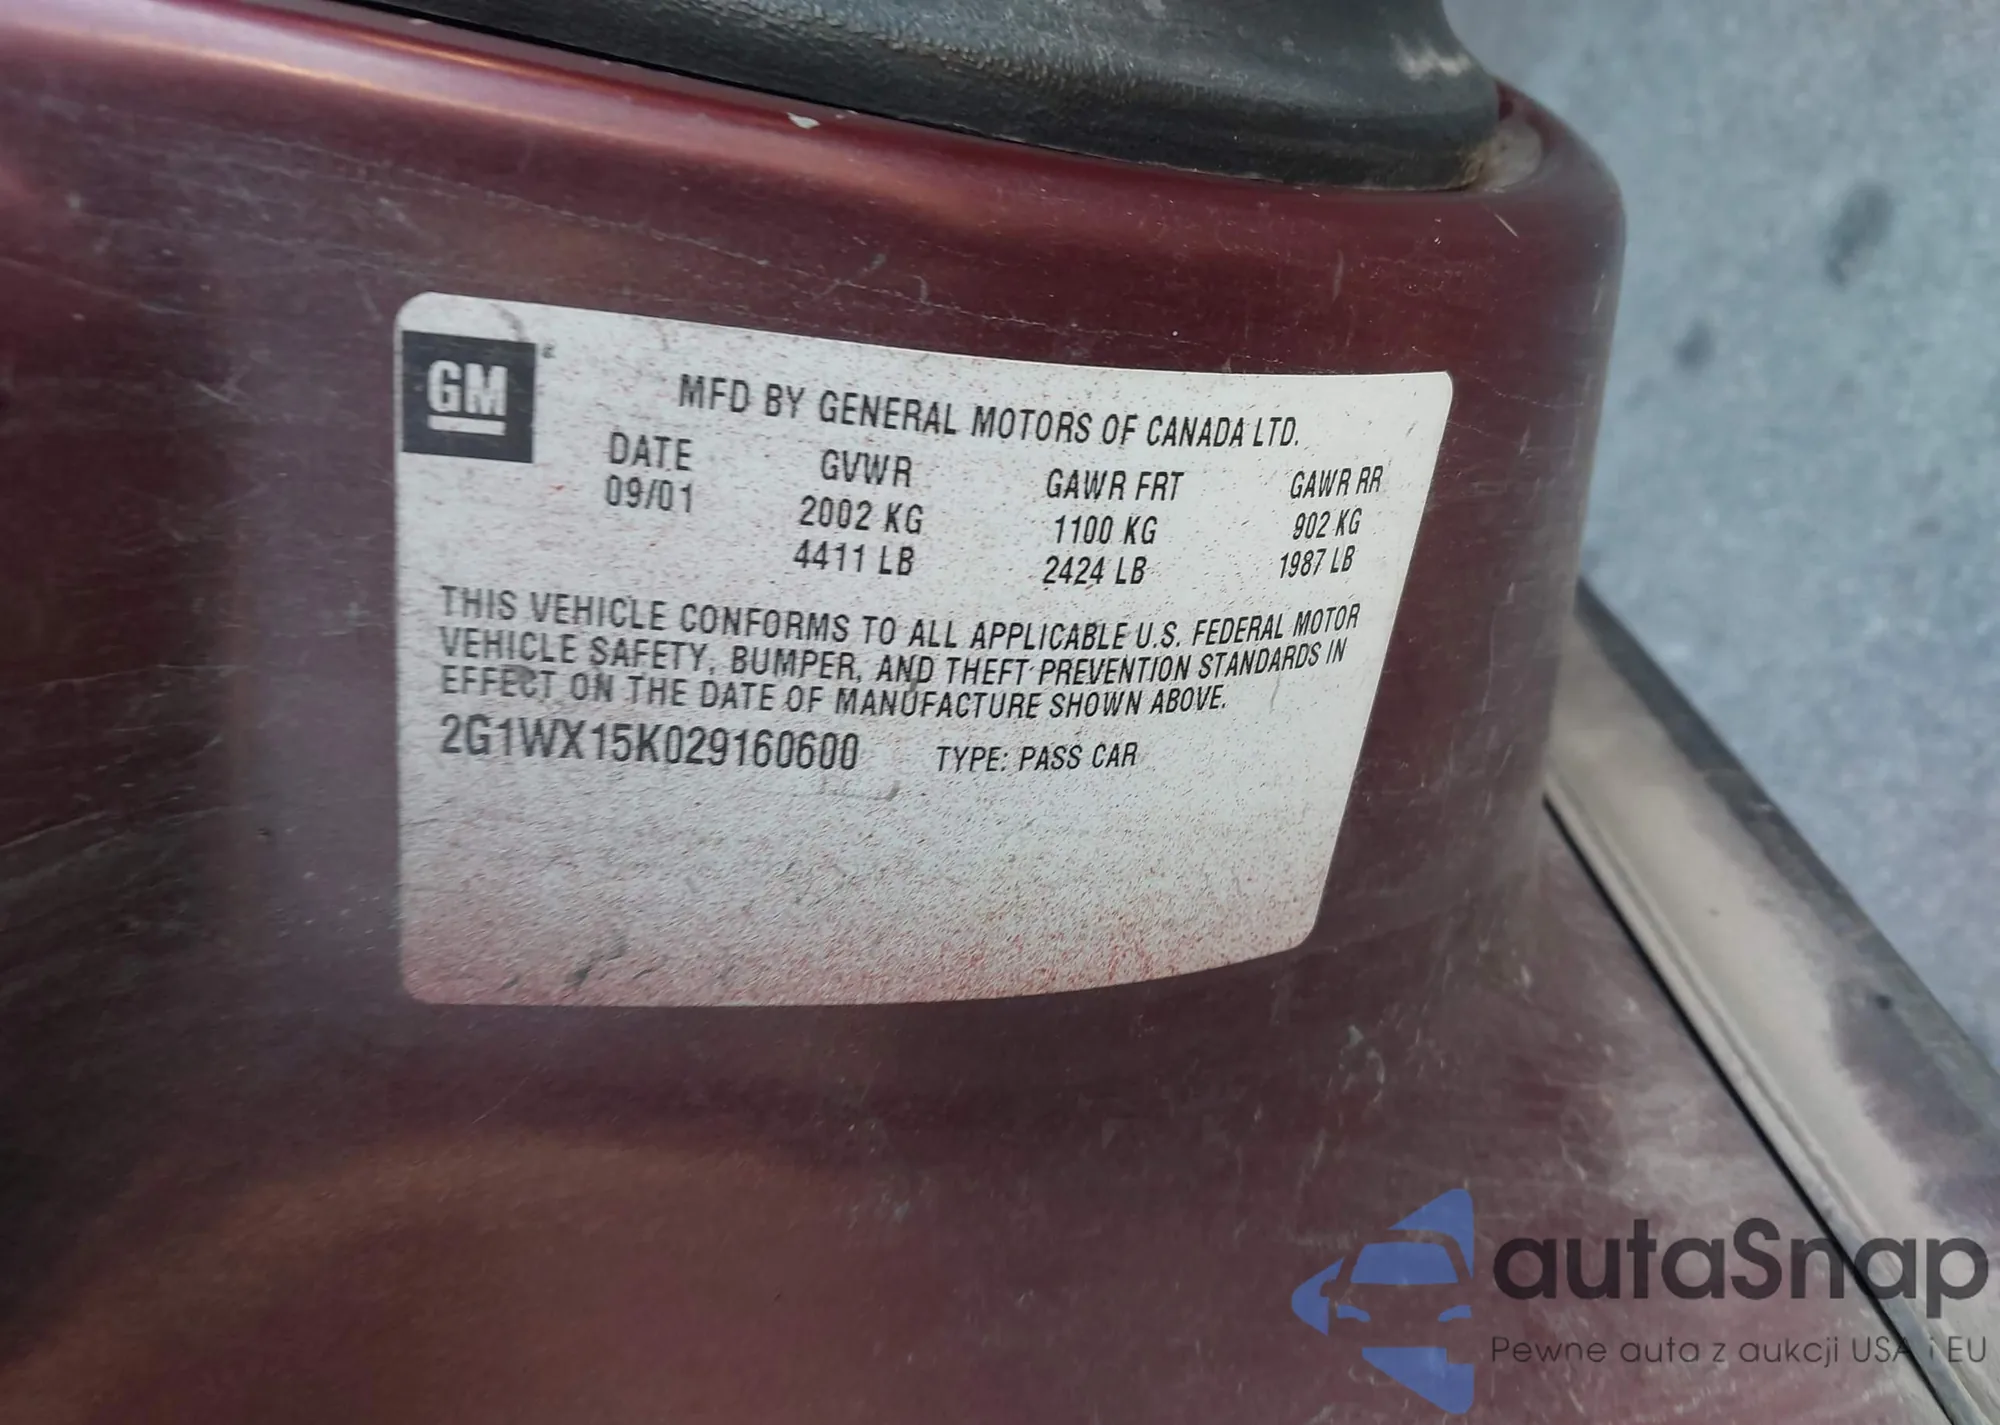 GM
MFD BY GENERAL MOTORS OF CANADA LTD.
DATE GVWR GAWR FRT GAWR RR
09/01 2002 KG 1100 KG 902 KG
4411 LB 2424 LB 1987 LB
THIS VEHICLE CONFORMS TO ALL APPLICABLE U.S. FEDERAL MOTOR
VEHICLE SAFETY, BUMPER, AND THEFT PREVENTION STANDARDS IN
EFFECT ON THE DATE OF MANUFACTURE SHOWN ABOVE.
2G1WX15K029160600 TYPE: PASS CAR
autaSnap
Pewne auta z aukcji USA i EU